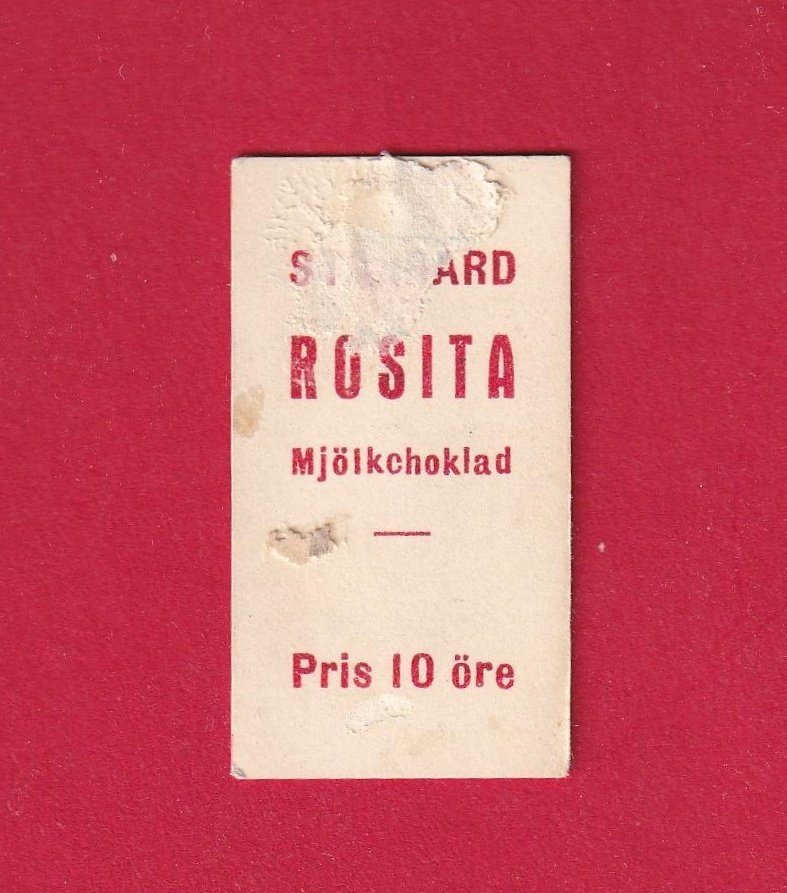 ROSITA
Mjölkchoklad
Pris 10 öre